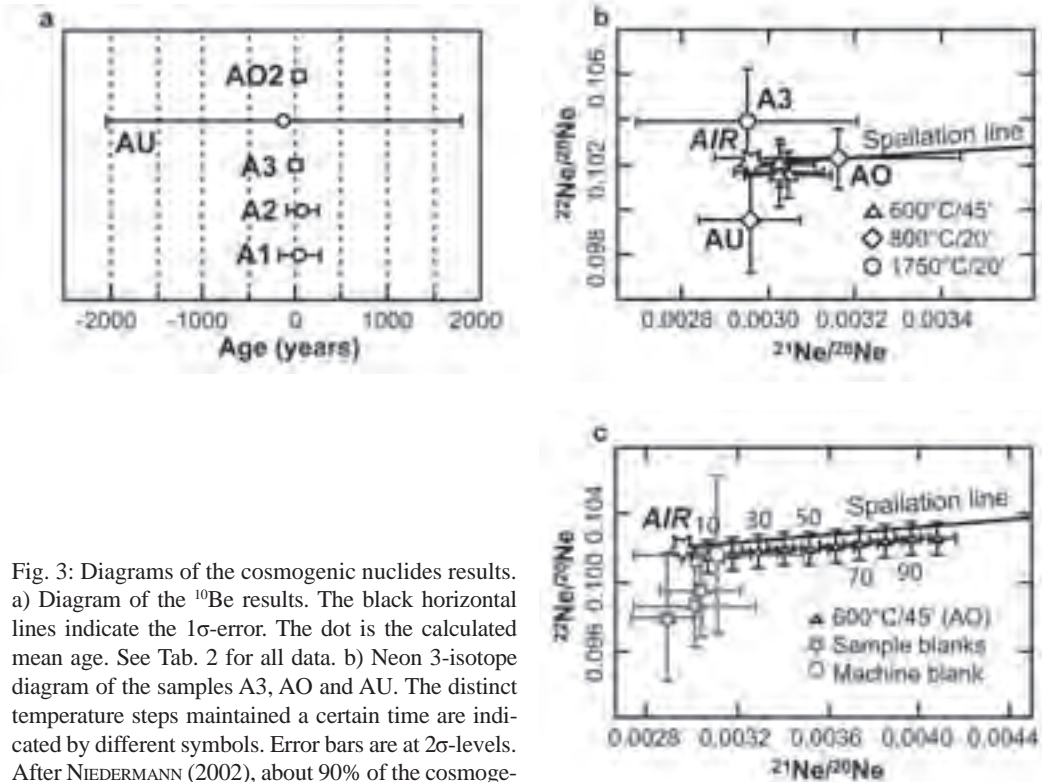 a
AO2
AU
A3
A2
A1
-2000 -1000 0 1000 2000
Age (years)
b
²²Ne/²⁰Ne
0.106
0.102
0.098
A3
AIR
Spallation line
AO
AU
600°C/45'
800°C/20'
1750°C/20'
0.0028 0.0030 0.0032 0.0034
²¹Ne/²⁰Ne
c
²²Ne/²⁰Ne
0.104
0.100
0.096
AIR
10 30 50
70 90
Spallation line
600°C/45' (AO)
Sample blanks
Machine blank
0.0028 0.0032 0.0036 0.0040 0.0044
²¹Ne/²⁰Ne
Fig. 3: Diagrams of the cosmogenic nuclides results.
a) Diagram of the ¹⁰Be results. The black horizontal
lines indicate the 1σ-error. The dot is the calculated
mean age. See Tab. 2 for all data. b) Neon 3-isotope
diagram of the samples A3, AO and AU. The distinct
temperature steps maintained a certain time are indi-
cated by different symbols. Error bars are at 2σ-levels.
After NIEDERMANN (2002), about 90% of the cosmoge-